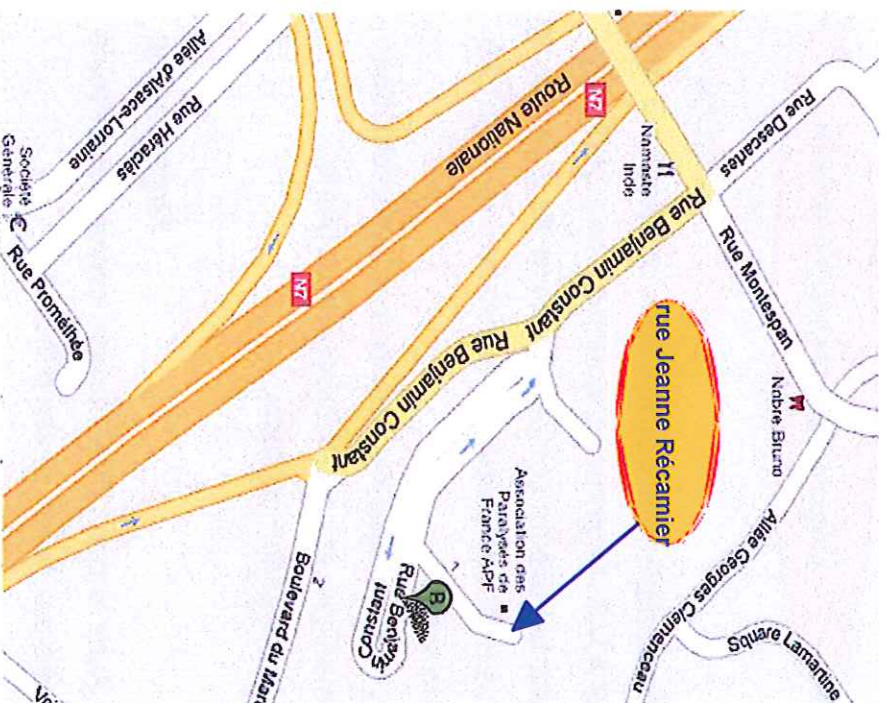 Allée d'Alsace-Lorraine
Rue Héraclès
Société
Générale
Rue Prométhée
Route Nationale
N7
N7
Namaste
Inde
Rue Descartes
Rue Montespan
Rue Benjamin Constant
Rue Benjamin Constant
rue Jeanne Récamier
Nobre Bruno
Allée Georges Clemenceau
Square Lamartine
Association des
Paralysés de
France APF
B
Rue Benjamin
Constant
Boulevard du Mar
2